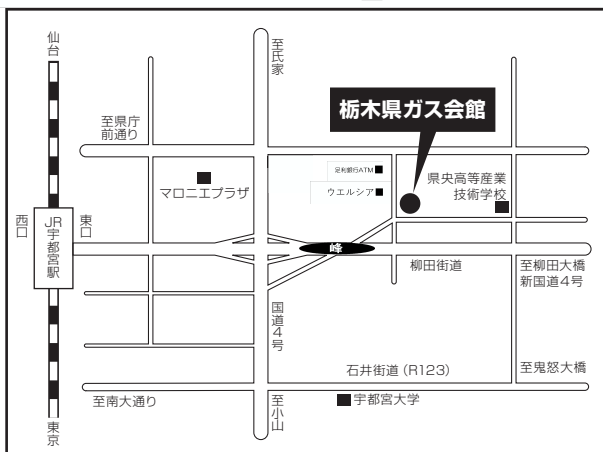 仙台
至氏家
栃木県ガス会館
至県庁
前通り
足利銀行ATM
県央高等産業
技術学校
マロニエプラザ
ウエルシア
西口
JR宇都宮駅
東口
峰
柳田街道
至柳田大橋
新国道4号
国道4号
石井街道(R123)
至鬼怒大橋
至南大通り
至小山
宇都宮大学
東京